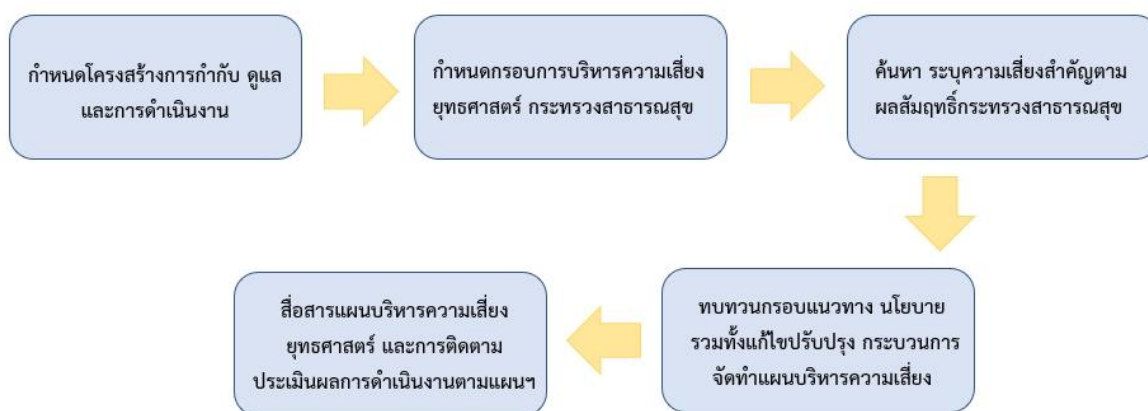 กำหนดโครงสร้างการกำกับ ดูแล
และการดำเนินงาน
กำหนดกรอบการบริหารความเสี่ยง
ยุทธศาสตร์ กระทรวงสาธารณสุข
ค้นหา ระบุความเสี่ยงสำคัญตาม
ผลสัมฤทธิ์กระทรวงสาธารณสุข
ทบทวนกรอบแนวทาง นโยบาย
รวมทั้งแก้ไขปรับปรุง กระบวนการ
จัดทำแผนบริหารความเสี่ยง
สื่อสารแผนบริหารความเสี่ยง
ยุทธศาสตร์ และการติดตาม
ประเมินผลการดำเนินงานตามแผนฯ